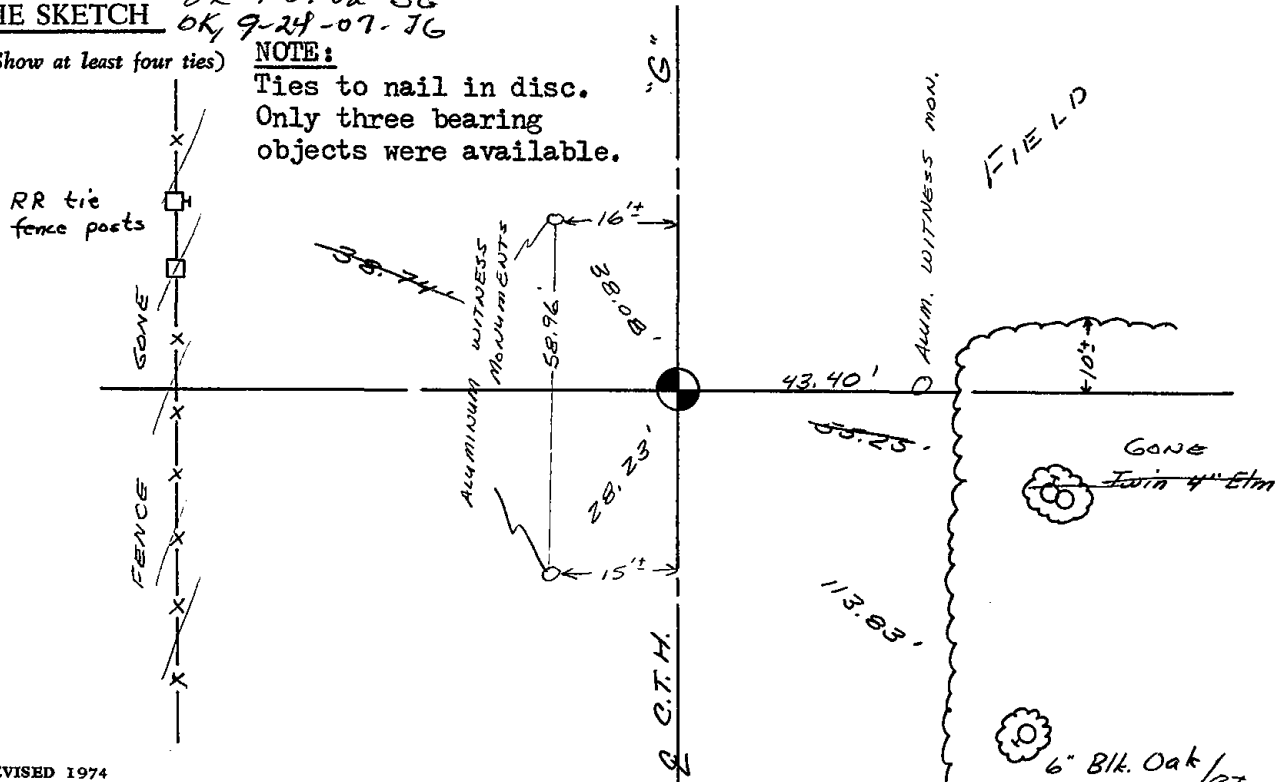 HE SKETCH
OK, 9-24-07-JG
Show at least four ties)
NOTE:
Ties to nail in disc.
Only three bearing
objects were available.
"G"
ALUM. WITNESS MON.
FIELD
RR tie
fence posts
38.74'
ALUMINUM WITNESS
MONUMENTS
16'±
38.08'
58.96'
10'±
GONE
43.40'
55.25'
GONE
Twin 4" Elm
28.23'
FENCE
15'±
113.83'
℄ C.T.H.
6" Blk. Oak/
EVISED 1974